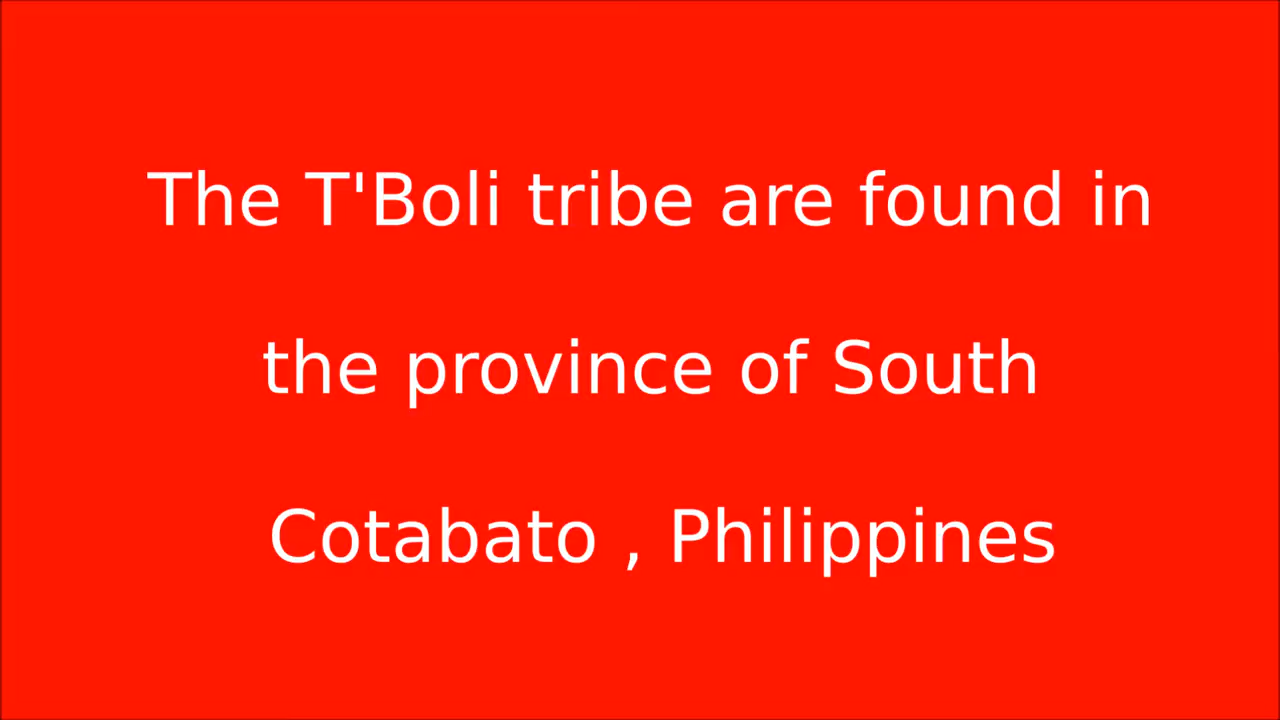 The T'Boli tribe are found in
the province of South
Cotabato , Philippines